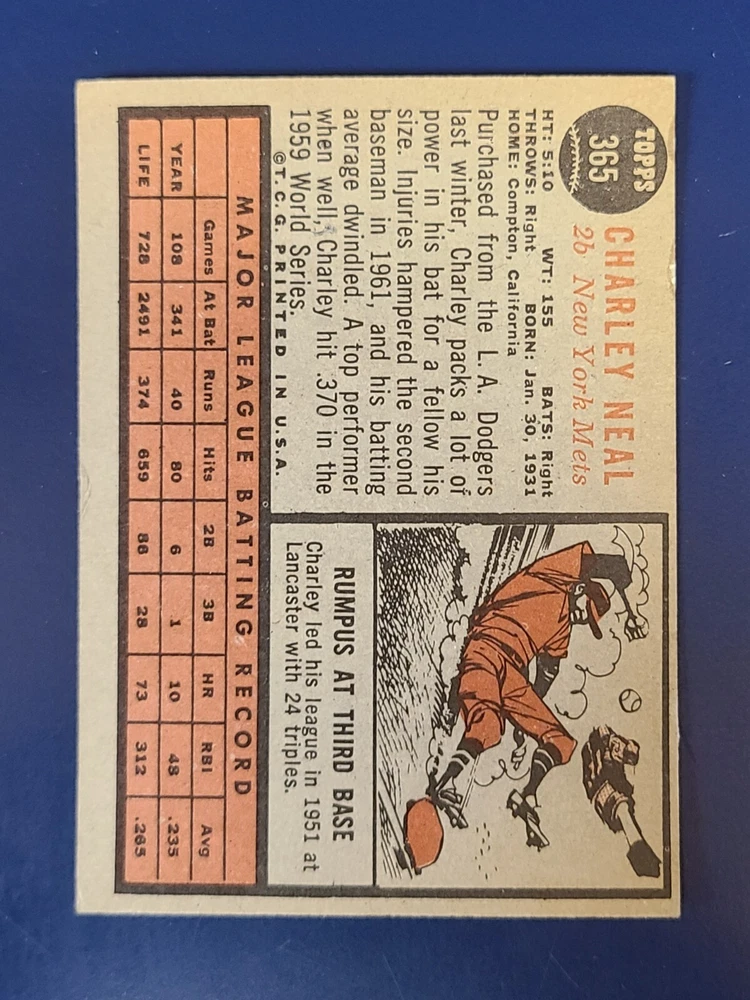 TOPPS
365
CHARLEY NEAL
2b New York Mets
HT: 5:10 WT: 155 BATS: Right
THROWS: Right BORN: Jan. 30, 1931
HOME: Compton, California
Purchased from the L.A. Dodgers
last winter, Charley packs a lot of
power in his bat for a fellow his
size. Injuries hampered the second
baseman in 1961, and his batting
average dwindled. A top performer
when well, Charley hit .370 in the
1959 World Series.
©T.C.G. PRINTED IN U.S.A.
RUMPUS AT THIRD BASE
Charley led his league in 1951 at
Lancaster with 24 triples.
MAJOR LEAGUE BATTING RECORD
Games At Bat Runs Hits 2B 3B HR RBI Avg
YEAR 108 341 40 80 6 1 10 48 .235
LIFE 728 2491 374 659 86 28 73 312 .265